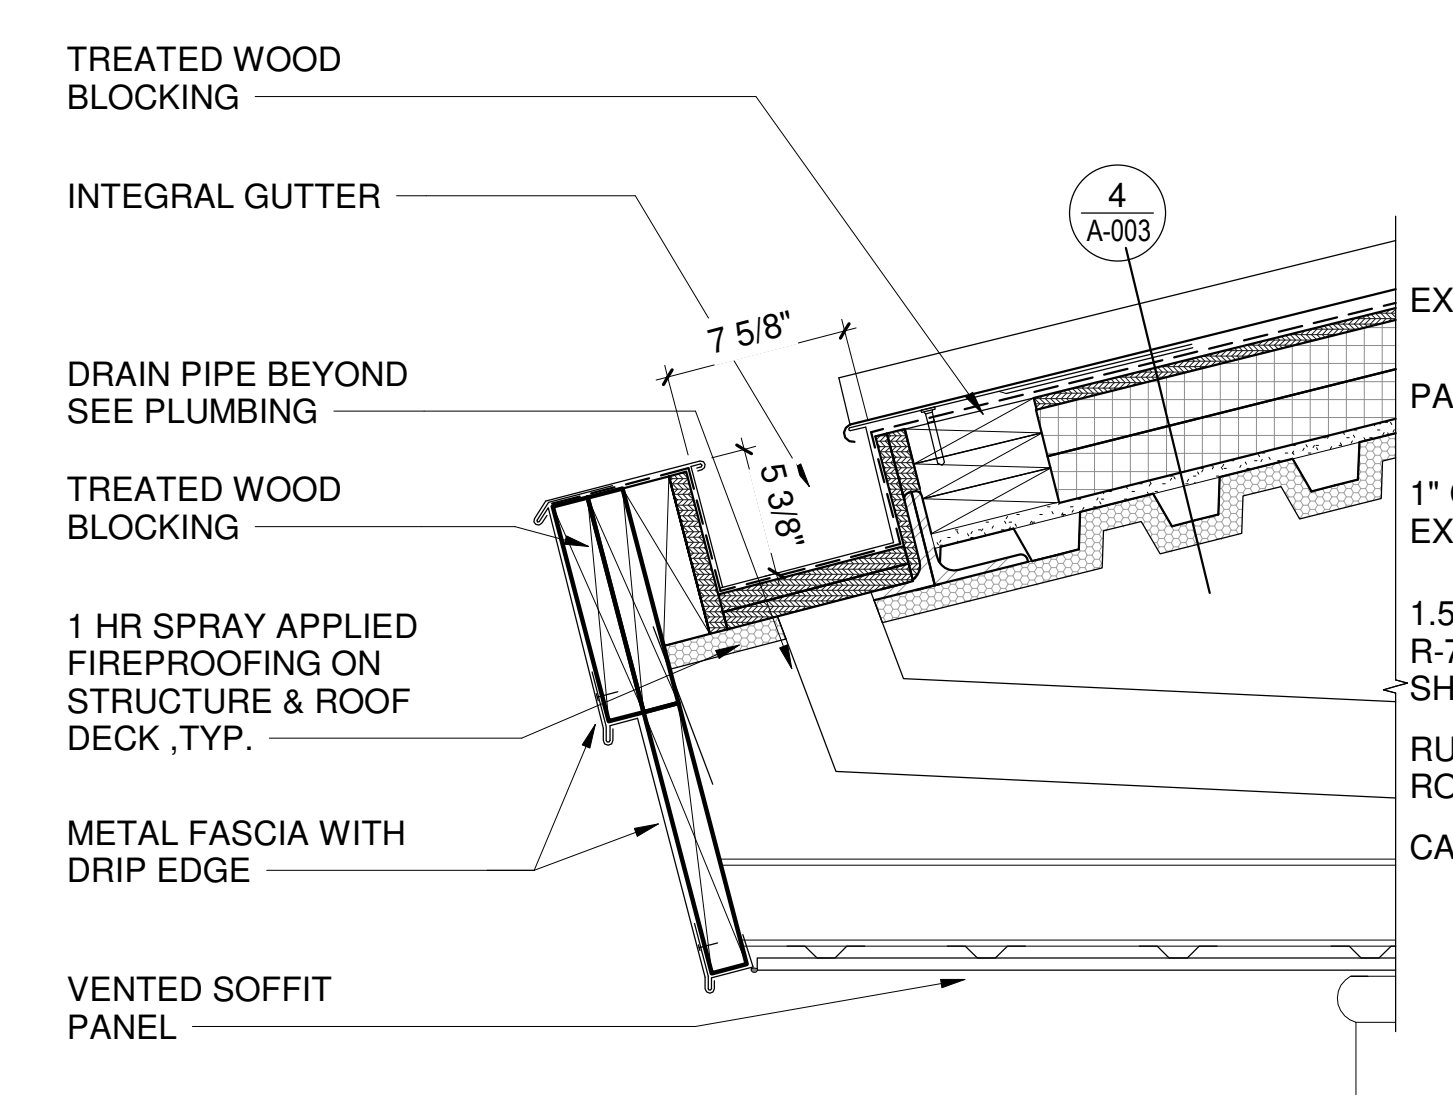 TREATED WOOD
BLOCKING
INTEGRAL GUTTER
DRAIN PIPE BEYOND
SEE PLUMBING
TREATED WOOD
BLOCKING
1 HR SPRAY APPLIED
FIREPROOFING ON
STRUCTURE & ROOF
DECK ,TYP.
METAL FASCIA WITH
DRIP EDGE
VENTED SOFFIT
PANEL
7 5/8"
5 3/8"
4
A-003
EX
PA
1"
EX
1.5
R-7
SH
RU
RO
CA